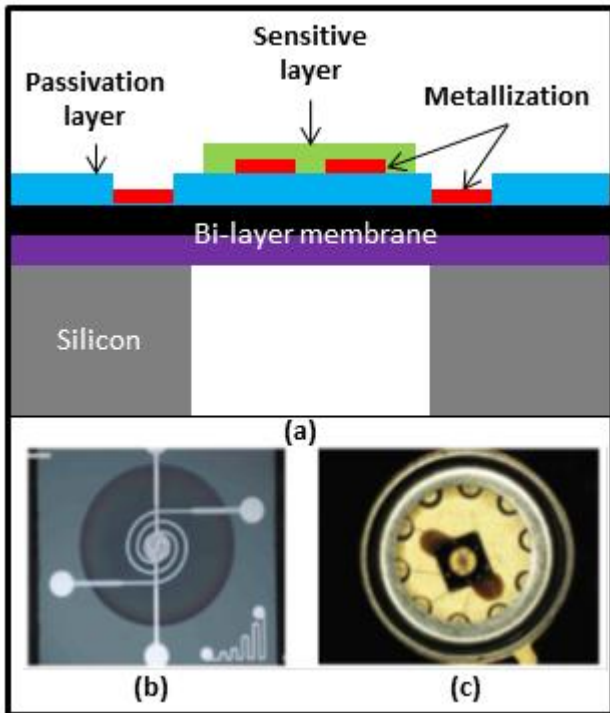 Sensitive
layer
Passivation
layer
Metallization
Bi-layer membrane
Silicon
(a)
(b)
(c)